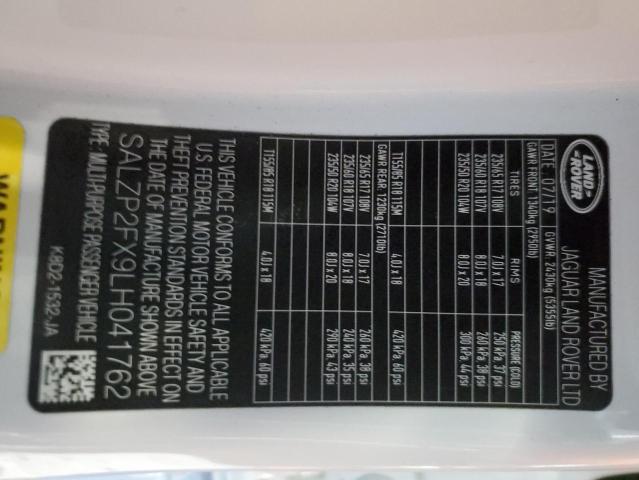 LAND
ROVER
MANUFACTURED BY
JAGUAR LAND ROVER LTD
DATE: 07/19 GVWR: 2430kg (5355lb)
GAWR FRONT 1340kg (2950lb)
TIRES RIMS PRESSURE (COLD)
235/65 R17 108V 7.0J x 17 250 kPa, 37 psi
235/60 R18 107V 8.0J x 18 260 kPa, 38 psi
235/50 R20 104W 8.0J x 20 300 kPa, 44 psi
T155/85 R18 115M 4.0J x 18 420 kPa, 60 psi
GAWR REAR: 1230kg (2710lb)
235/65 R17 108V 7.0J x 17 260 kPa, 38 psi
235/60 R18 107V 8.0J x 18 240 kPa, 35 psi
235/50 R20 104W 8.0J x 20 290 kPa, 43 psi
T155/85 R18 115M 4.0J x 18 420 kPa, 60 psi
THIS VEHICLE CONFORMS TO ALL APPLICABLE
U.S. FEDERAL MOTOR VEHICLE SAFETY AND
THEFT PREVENTION STANDARDS IN EFFECT ON
THE DATE OF MANUFACTURE SHOWN ABOVE
SALZP2FX9LH041762
TYPE: MULTI-PURPOSE PASSENGER VEHICLE
K8D2-1532-JA